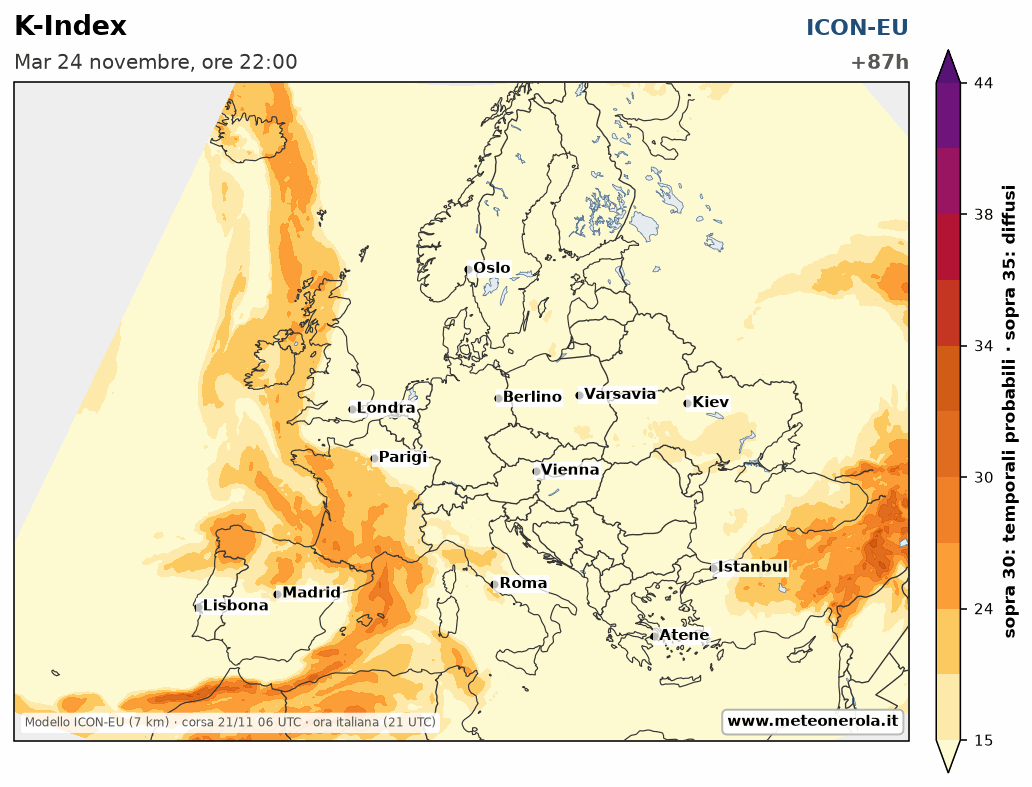 K-Index
ICON-EU
Mar 24 novembre, ore 22:00
+87h
44
38
34
30
24
15
sopra 30: temporali probabili · sopra 35: diffusi
Oslo
Berlino
Varsavia
Kiev
Londra
Parigi
Vienna
Istanbul
Roma
Madrid
Lisbona
Atene
Modello ICON-EU (7 km) · corsa 21/11 06 UTC · ora italiana (21 UTC)
www.meteonerola.it